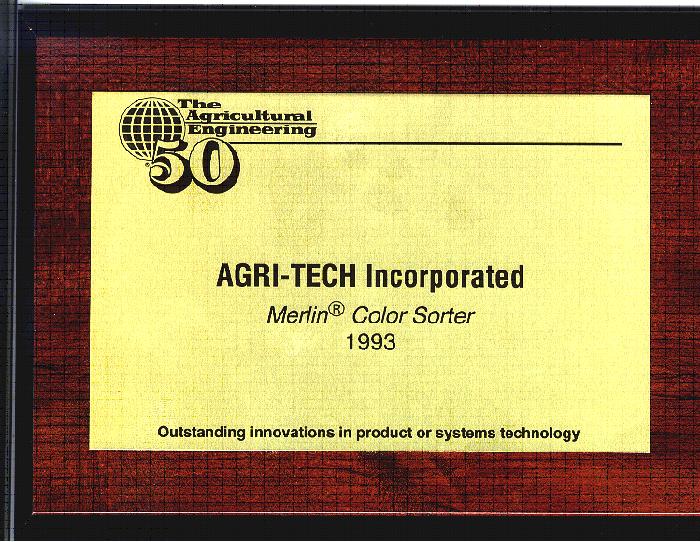 The
Agricultural
Engineering
50
AGRI-TECH Incorporated
Merlin® Color Sorter
1993
Outstanding innovations in product or systems technology